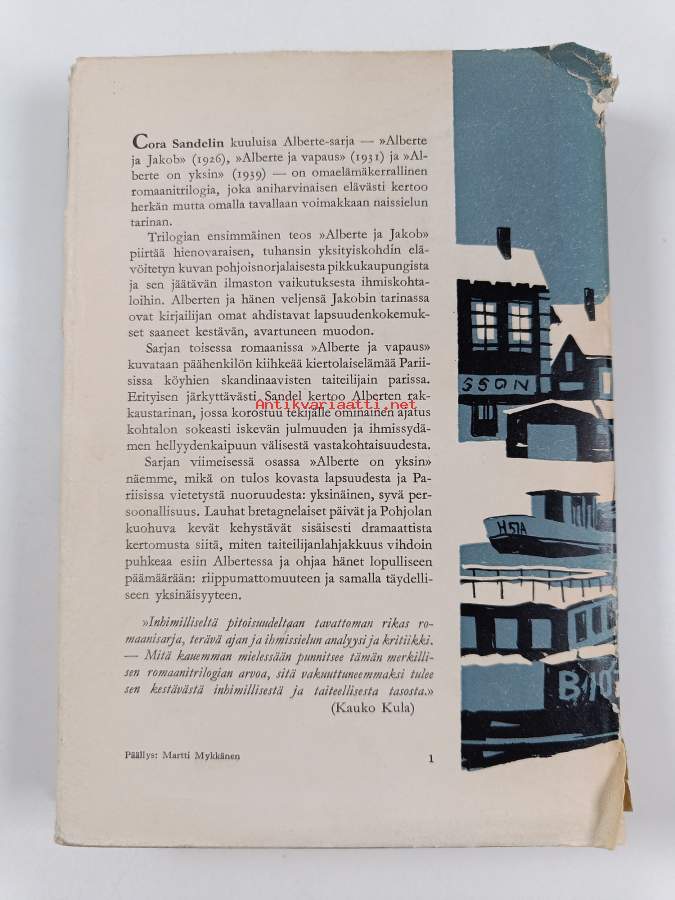 Cora Sandelin kuuluisa Alberte-sarja — »Alberte
ja Jakob» (1926), »Alberte ja vapaus» (1931) ja »Al-
berte on yksin» (1939) — on omaelämäkerrallinen
romaanitrilogia, joka aniharvinaisen elävästi kertoo
herkän mutta omalla tavallaan voimakkaan naissielun
tarinan.
Trilogian ensimmäinen teos »Alberte ja Jakob»
piirtää hienovaraisen, tuhansin yksityiskohdin elä-
vöitetyn kuvan pohjoisnorjalaisesta pikkukaupungista
ja sen jäätävän ilmaston vaikutuksesta ihmiskohta-
loihin. Alberten ja hänen veljensä Jakobin tarinassa
ovat kirjailijan omat ahdistavat lapsuudenkokemuk-
set saaneet kestävän, avartuneen muodon.
Sarjan toisessa romaanissa »Alberte ja vapaus»
kuvataan päähenkilön kiihkeää kiertolaiselämää Parii-
sissa köyhien skandinaavisten taiteilijain parissa.
Erityisen järkyttävästi Sandel kertoo Alberten rak-
kaustarinan, jossa korostuu tekijälle ominainen ajatus
kohtalon sokeasti iskevän julmuuden ja ihmissydä-
men hellyydenkaipuun välisestä vastakohtaisuudesta.
Sarjan viimeisessä osassa »Alberte on yksin»
näemme, mikä on tulos kovasta lapsuudesta ja Pa-
riisissa vietetystä nuoruudesta: yksinäinen, syvä per-
soonallisuus. Lauhat bretagnelaiset päivät ja Pohjolan
kuohuva kevät kehystävät sisäisesti dramaattista
kertomusta siitä, miten taiteilijanlahjakkuus vihdoin
puhkeaa esiin Albertessa ja ohjaa hänet lopulliseen
päämäärään: riippumattomuuteen ja samalla täydelli-
seen yksinäisyyteen.
»Inhimilliseltä pitoisuudeltaan tavattoman rikas ro-
maanisarja, terävä ajan ja ihmissielun analyysi ja kritiikki.
— Mitä kauemman mielessään punnitsee tämän merkilli-
sen romaanitrilogian arvoa, sitä vakuuttuneemmaksi tulee
sen kestävästä inhimillisestä ja taiteellisesta tasosta.»
(Kauko Kula)
Päällys: Martti Mykkänen 1
SSON
H 57A
Antikvariaatti.net